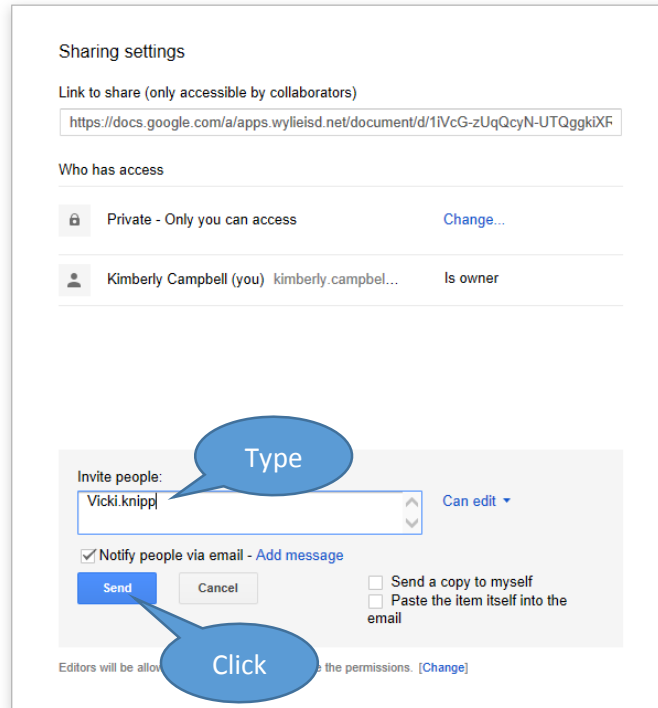 Sharing settings
Link to share (only accessible by collaborators)
https://docs.google.com/a/apps.wylieisd.net/document/d/1iVcG-zUqQcyN-UTQggkiXR
Who has access
Private - Only you can access Change...
Kimberly Campbell (you) kimberly.campbel... Is owner
Type
Invite people:
Vicki.knipp Can edit
Notify people via email - Add message
Send Cancel Send a copy to myself
Paste the item itself into the
email
Click
Editors will be allow the permissions. [Change]